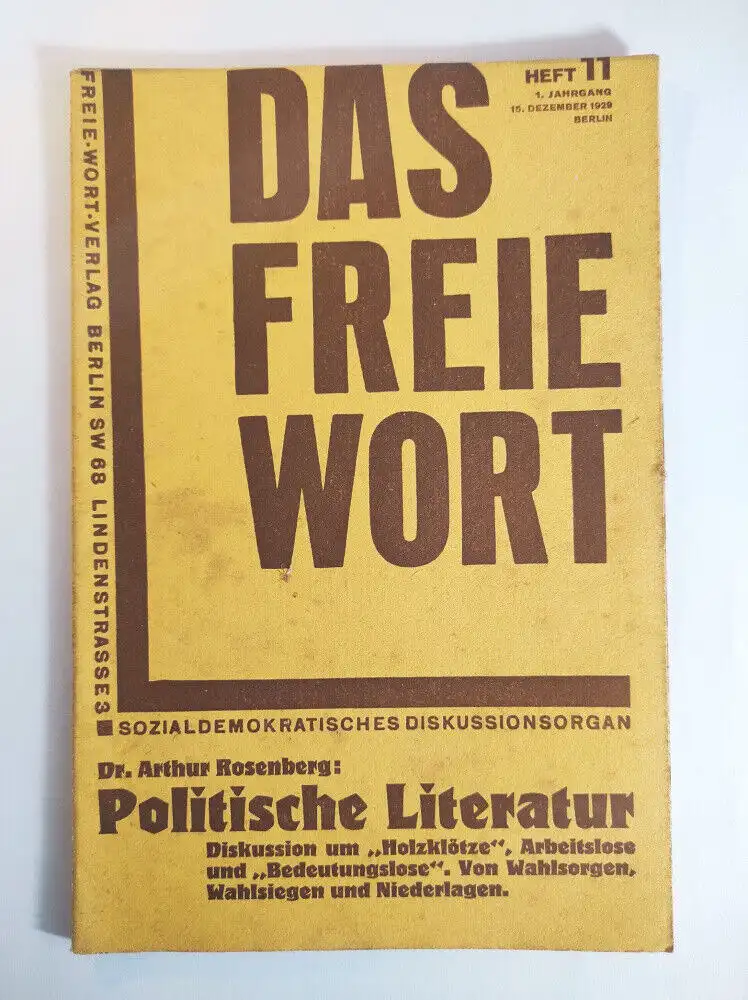 DAS
FREIE
WORT
HEFT 11
1. JAHRGANG
15. DEZEMBER 1929
BERLIN
FREIE-WORT-VERLAG BERLIN SW 68 LINDENSTRASSE 3
SOZIALDEMOKRATISCHES DISKUSSIONSORGAN
Dr. Arthur Rosenberg:
Politische Literatur
Diskussion um „Holzklötze“, Arbeitslose
und „Bedeutungslose“. Von Wahlsorgen,
Wahlsiegen und Niederlagen.